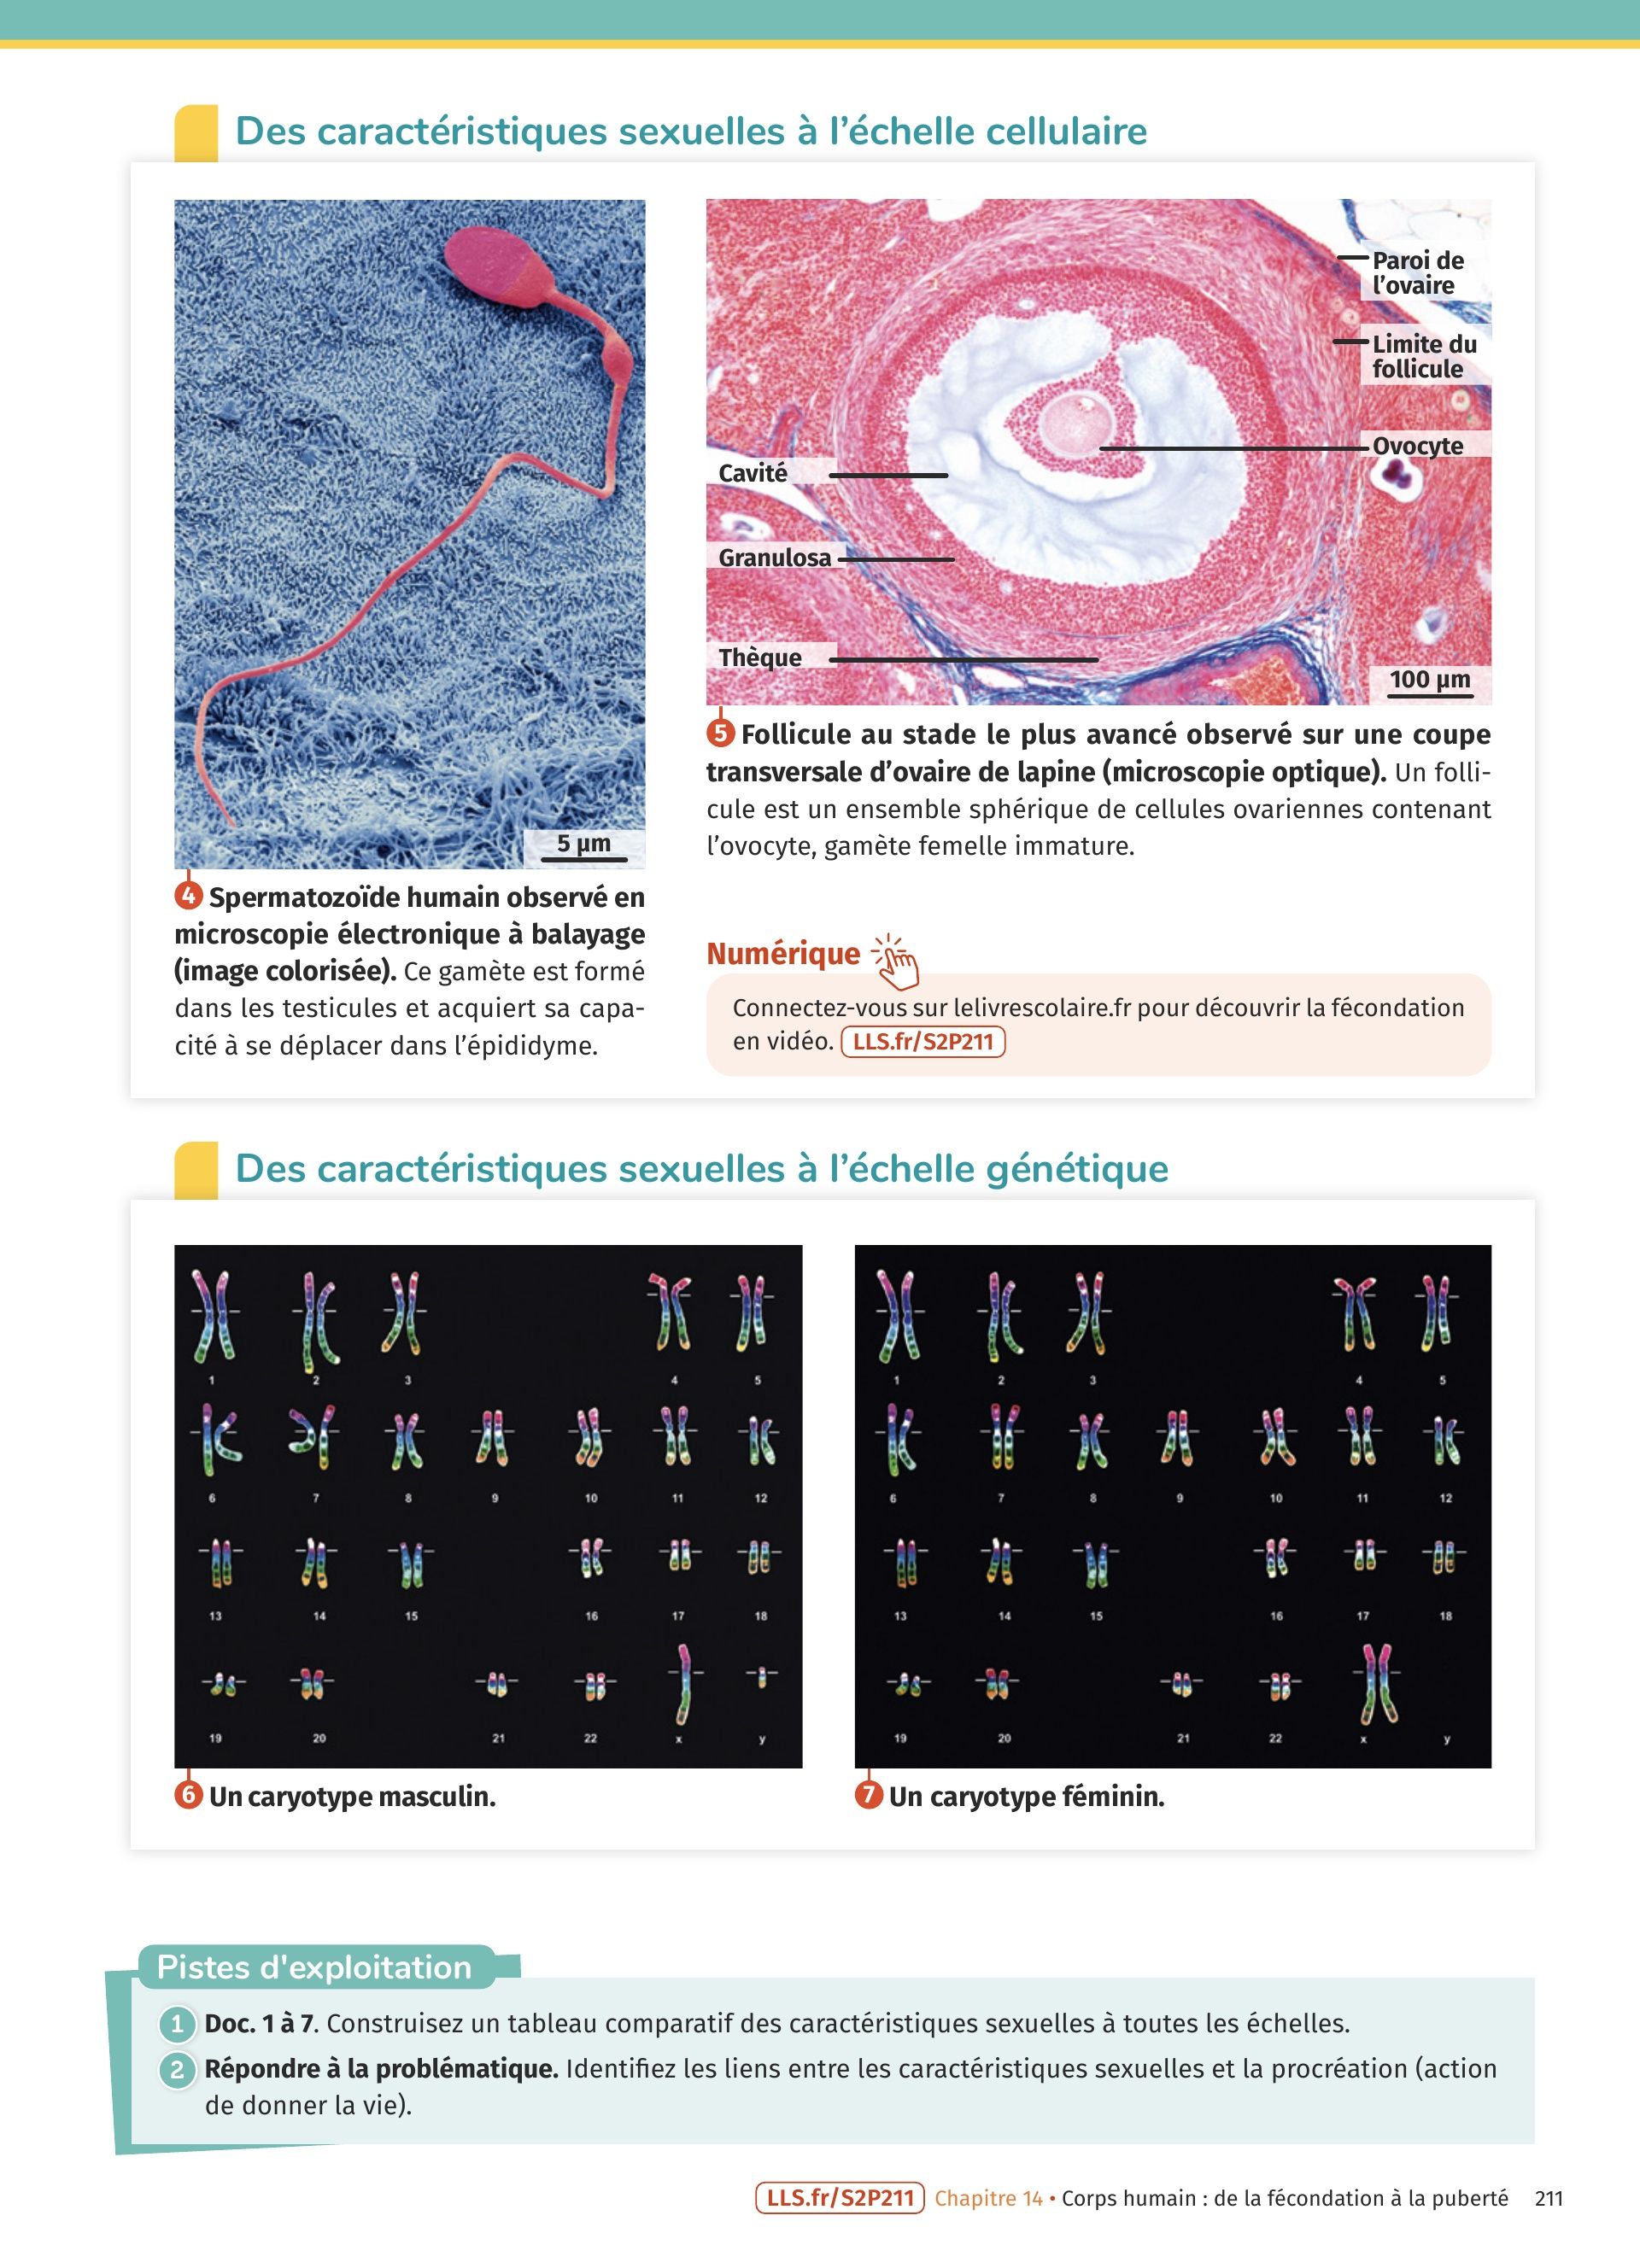 Des caractéristiques sexuelles à l'échelle cellulaire
5 µm
4 Spermatozoïde humain observé en
microscopie électronique à balayage
(image colorisée). Ce gamète est formé
dans les testicules et acquiert sa capa-
cité à se déplacer dans l'épididyme.
Paroi de
l'ovaire
Limite du
follicule
Ovocyte
Cavité
Granulosa
Thèque
100 µm
5 Follicule au stade le plus avancé observé sur une coupe
transversale d'ovaire de lapine (microscopie optique). Un folli-
cule est un ensemble sphérique de cellules ovariennes contenant
l'ovocyte, gamète femelle immature.
Numérique
Connectez-vous sur lelivrescolaire.fr pour découvrir la fécondation
en vidéo. LLS.fr/S2P211
Des caractéristiques sexuelles à l'échelle génétique
1 2 3 4 5
6 7 8 9 10 11 12
13 14 15 16 17 18
19 20 21 22 x y
6 Un caryotype masculin.
1 2 3 4 5
6 7 8 9 10 11 12
13 14 15 16 17 18
19 20 21 22 x y
7 Un caryotype féminin.
Pistes d'exploitation
1 Doc. 1 à 7. Construisez un tableau comparatif des caractéristiques sexuelles à toutes les échelles.
2 Répondre à la problématique. Identifiez les liens entre les caractéristiques sexuelles et la procréation (action
de donner la vie).
LLS.fr/S2P211 Chapitre 14 • Corps humain : de la fécondation à la puberté 211